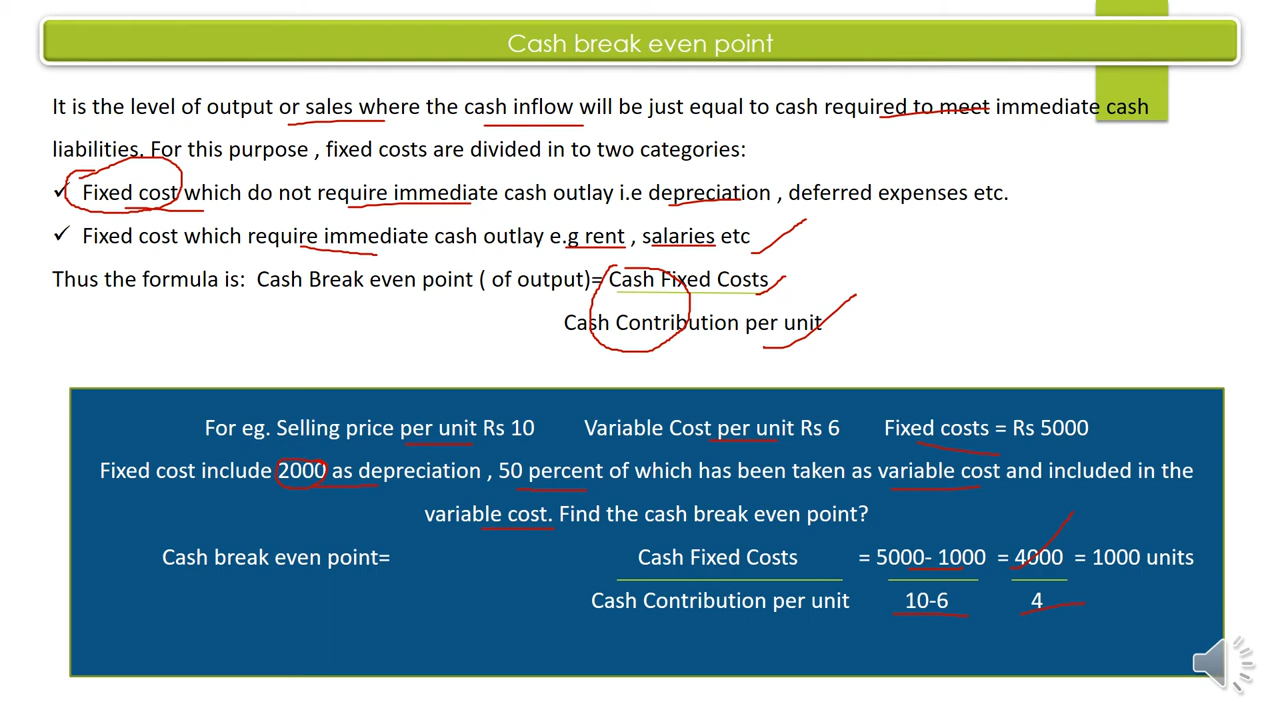 Cash break even point
It is the level of output or sales where the cash inflow will be just equal to cash required to meet immediate cash
liabilities. For this purpose , fixed costs are divided in to two categories:
✓ Fixed cost which do not require immediate cash outlay i.e depreciation , deferred expenses etc.
✓ Fixed cost which require immediate cash outlay e.g rent , salaries etc
Thus the formula is: Cash Break even point ( of output)= Cash Fixed Costs
Cash Contribution per unit
For eg. Selling price per unit Rs 10 Variable Cost per unit Rs 6 Fixed costs = Rs 5000
Fixed cost include 2000 as depreciation , 50 percent of which has been taken as variable cost and included in the
variable cost. Find the cash break even point?
Cash break even point= Cash Fixed Costs = 5000- 1000 = 4000 = 1000 units
Cash Contribution per unit 10-6 4